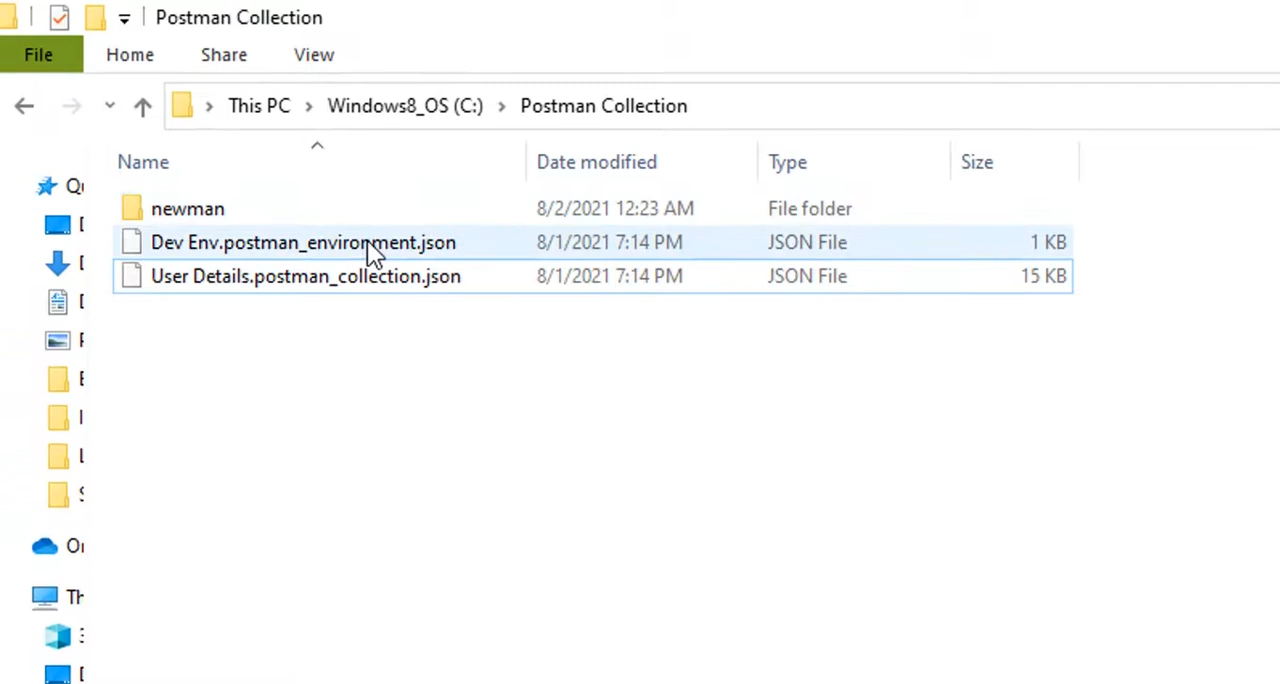 Postman Collection
File Home Share View
This PC Windows8_OS (C:) Postman Collection
Name Date modified Type Size
newman 8/2/2021 12:23 AM File folder
Dev Env.postman_environment.json 8/1/2021 7:14 PM JSON File 1 KB
User Details.postman_collection.json 8/1/2021 7:14 PM JSON File 15 KB